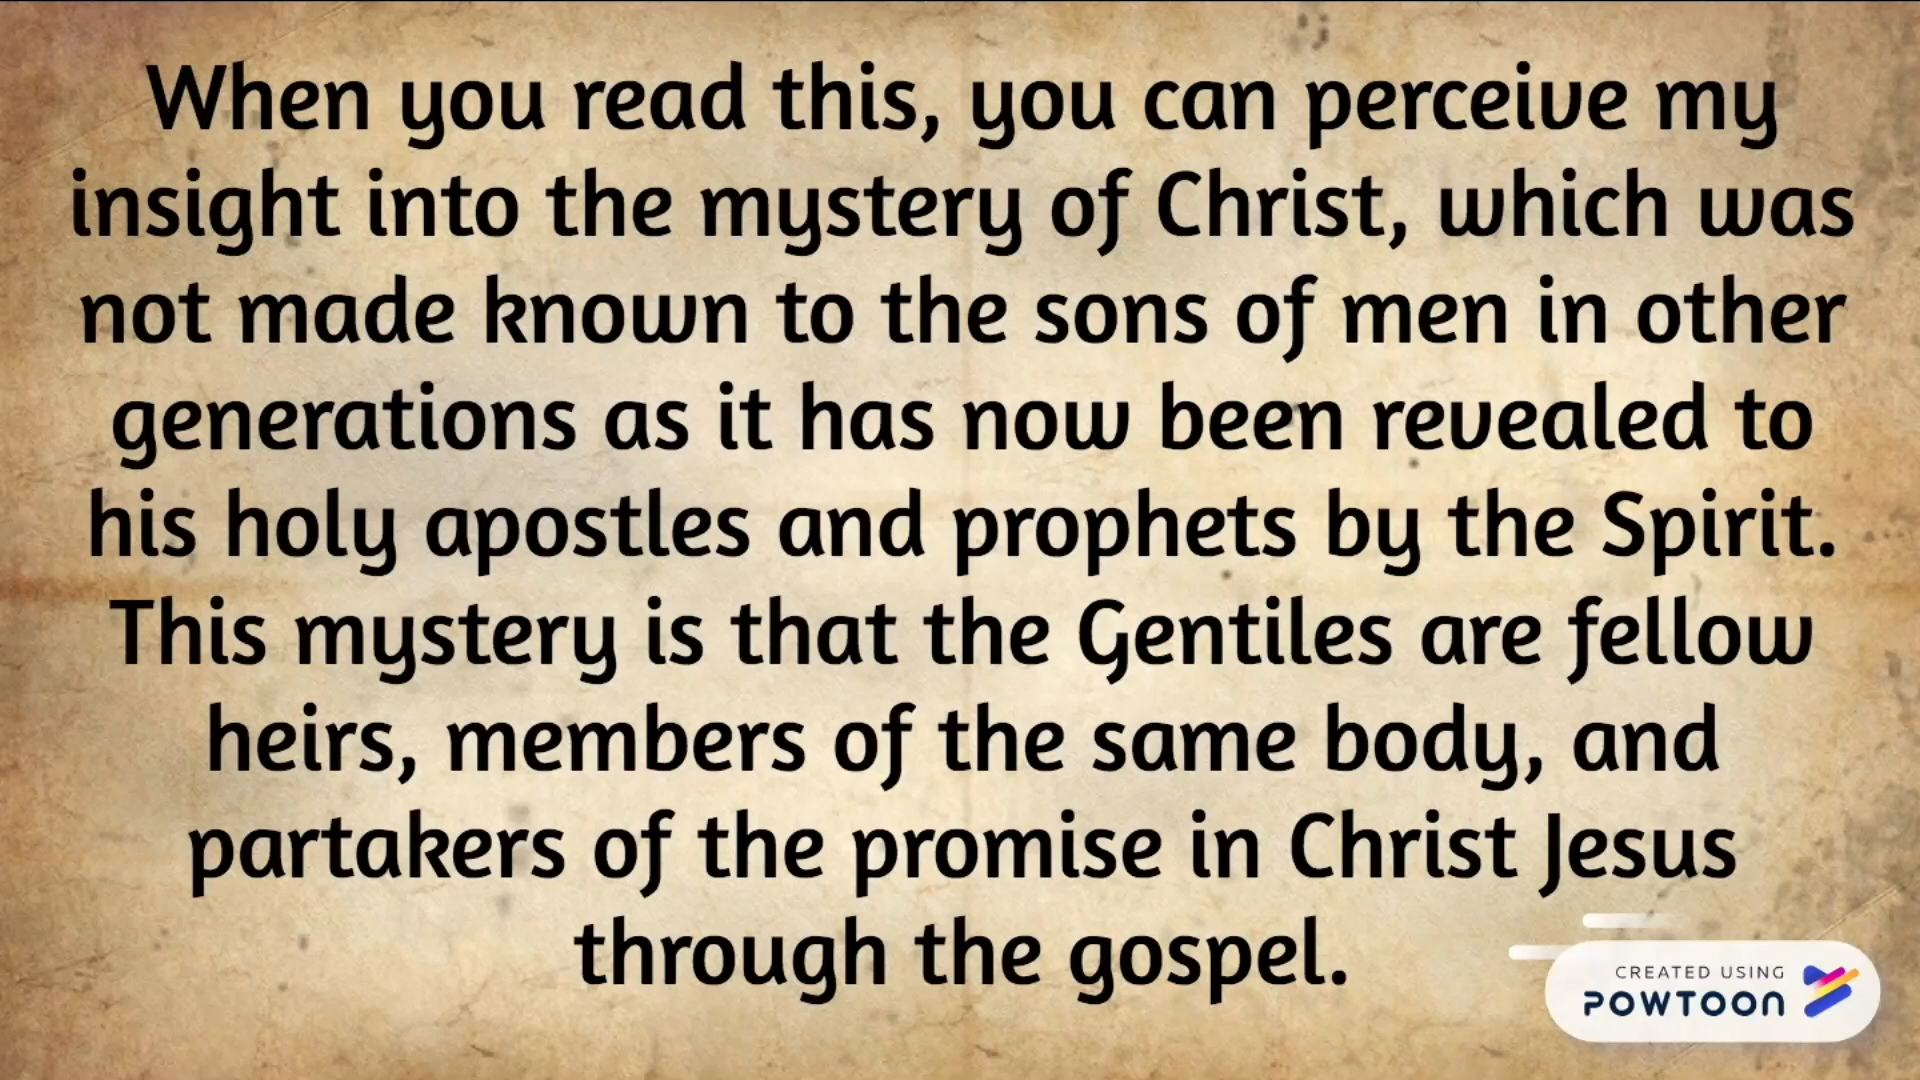 When you read this, you can perceive my
insight into the mystery of Christ, which was
not made known to the sons of men in other
generations as it has now been revealed to
his holy apostles and prophets by the Spirit.
This mystery is that the Gentiles are fellow
heirs, members of the same body, and
partakers of the promise in Christ Jesus
through the gospel.
CREATED USING
POWTOON